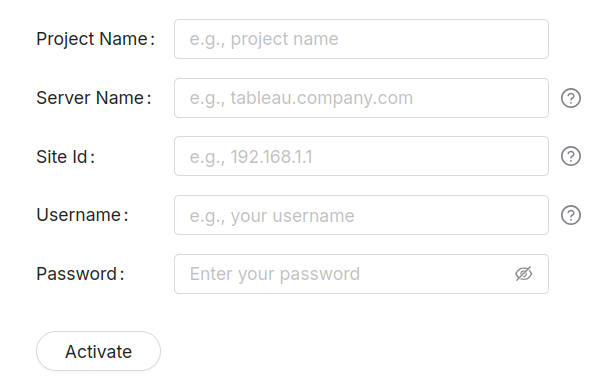 Project Name: e.g., project name
Server Name: e.g., tableau.company.com
Site Id: e.g., 192.168.1.1
Username: e.g., your username
Password: Enter your password
Activate